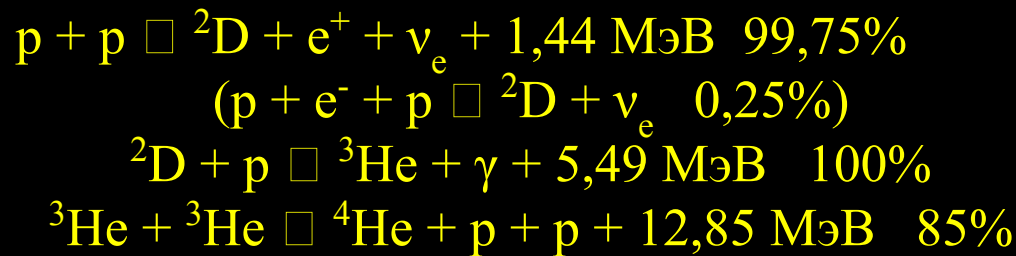 p + p □ ²D + e⁺ + νₑ + 1,44 МэВ 99,75%
(p + e⁻ + p □ ²D + νₑ 0,25%)
²D + p □ ³He + γ + 5,49 МэВ 100%
³He + ³He □ ⁴He + p + p + 12,85 МэВ 85%